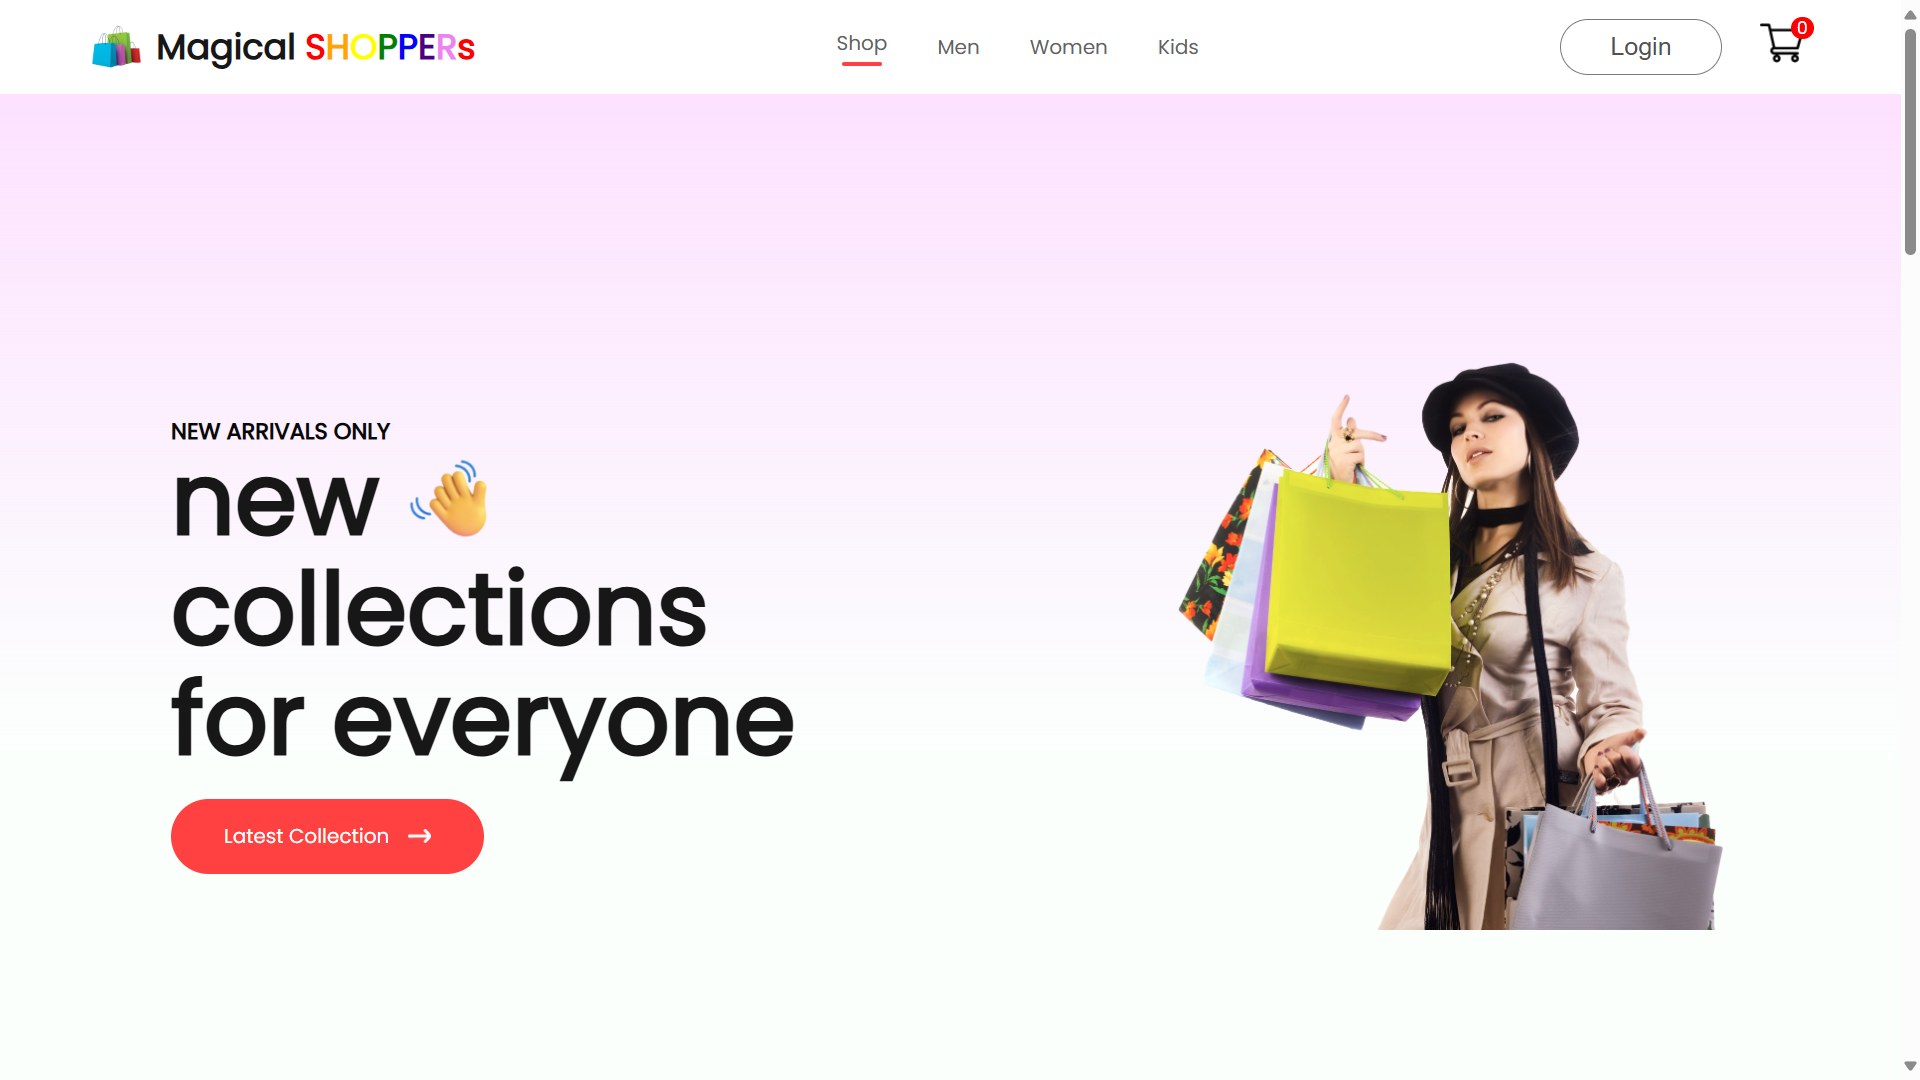 Magical SHOPPERs
Shop
Men
Women
Kids
Login
0
NEW ARRIVALS ONLY
new
collections
for everyone
Latest Collection